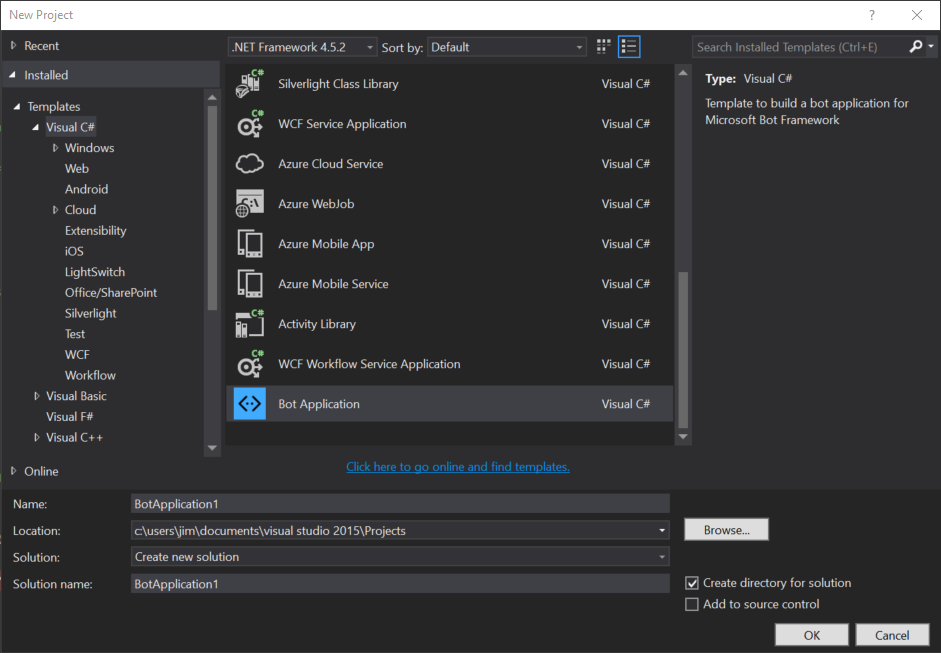 New Project
?
Recent
.NET Framework 4.5.2
Sort by:
Default
Search Installed Templates (Ctrl+E)
Installed
Templates
Visual C#
Windows
Web
Android
Cloud
Extensibility
iOS
LightSwitch
Office/SharePoint
Silverlight
Test
WCF
Workflow
Visual Basic
Visual F#
Visual C++
Online
C# Silverlight Class Library Visual C#
C# WCF Service Application Visual C#
Azure Cloud Service Visual C#
C:\ Azure WebJob Visual C#
Azure Mobile App Visual C#
Azure Mobile Service Visual C#
C# Activity Library Visual C#
C# WCF Workflow Service Application Visual C#
Bot Application Visual C#
Click here to go online and find templates.
Type: Visual C#
Template to build a bot application for
Microsoft Bot Framework
Name: BotApplication1
Location: c:\users\jim\documents\visual studio 2015\Projects
Browse...
Solution: Create new solution
Solution name: BotApplication1
Create directory for solution
Add to source control
OK
Cancel